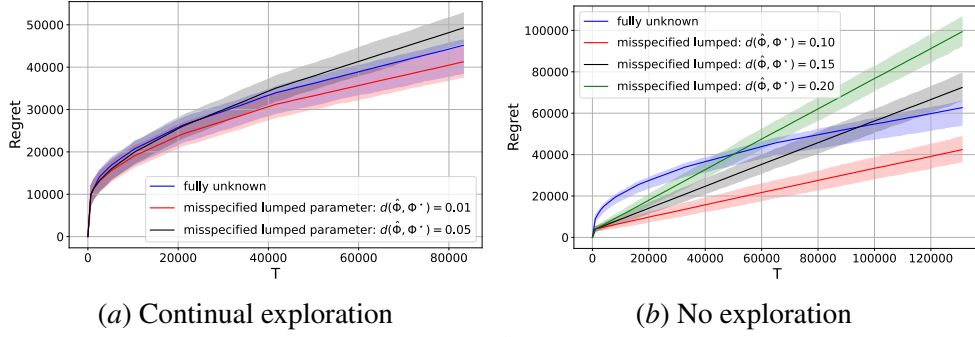 50000
40000
30000
20000
10000
0
Regret
fully unknown
misspecified lumped parameter: d(Φ̂, Φ⋆) = 0.01
misspecified lumped parameter: d(Φ̂, Φ⋆) = 0.05
0 20000 40000 60000 80000
T
(a) Continual exploration
100000
80000
60000
40000
20000
0
Regret
fully unknown
misspecified lumped: d(Φ̂, Φ⋆) = 0.10
misspecified lumped: d(Φ̂, Φ⋆) = 0.15
misspecified lumped: d(Φ̂, Φ⋆) = 0.20
0 20000 40000 60000 80000 100000 120000
T
(b) No exploration